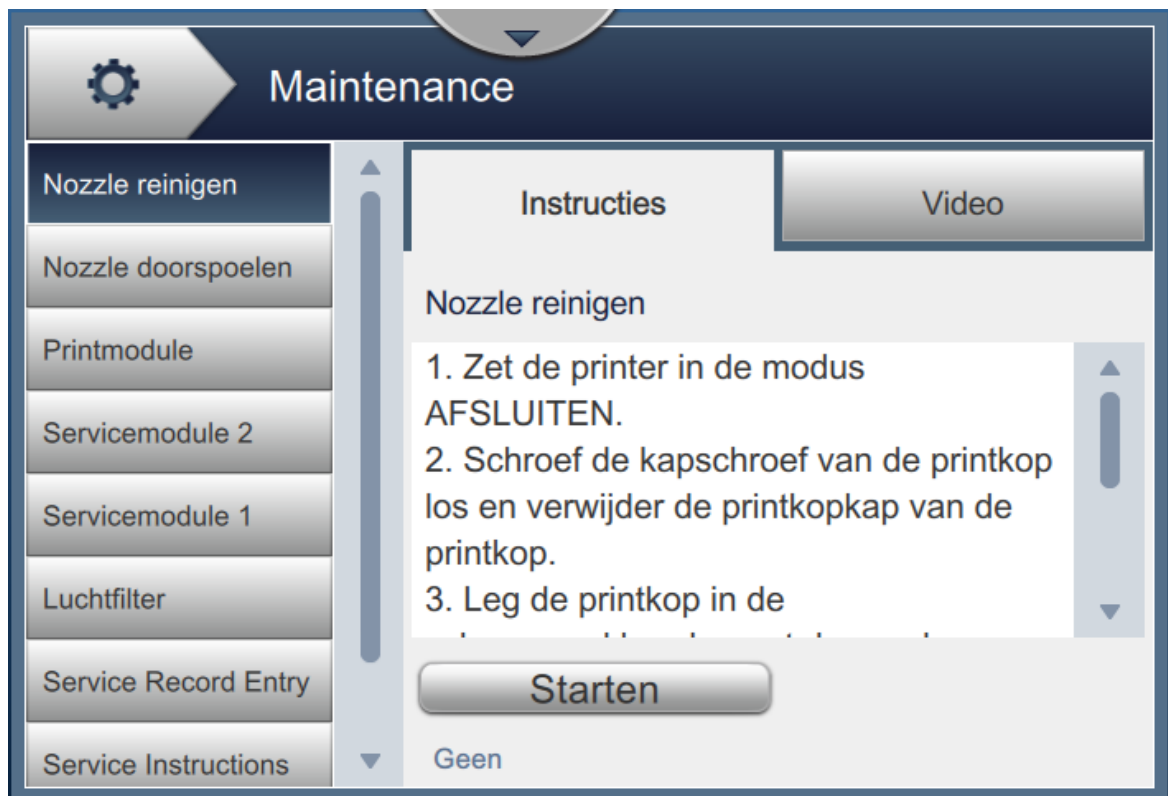 Maintenance
Nozzle reinigen
Nozzle doorspoelen
Printmodule
Servicemodule 2
Servicemodule 1
Luchtfilter
Service Record Entry
Service Instructions
Instructies
Video
Nozzle reinigen
1. Zet de printer in de modus
AFSLUITEN.
2. Schroef de kapschroef van de printkop
los en verwijder de printkopkap van de
printkop.
3. Leg de printkop in de
Starten
Geen